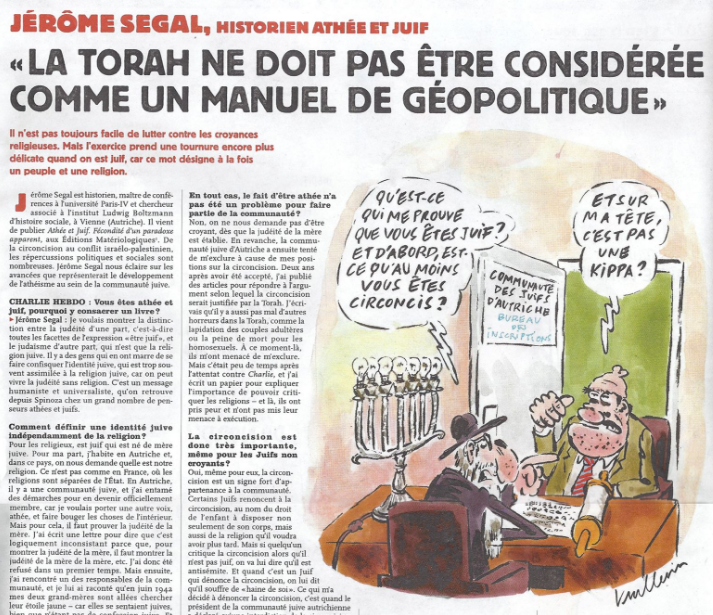 JÉRÔME SEGAL, HISTORIEN ATHÉE ET JUIF
« LA TORAH NE DOIT PAS ÊTRE CONSIDÉRÉE
COMME UN MANUEL DE GÉOPOLITIQUE »
Il n'est pas toujours facile de lutter contre les croyances
religieuses. Mais l'exercice prend une tournure encore plus
délicate quand on est juif, car ce mot désigne à la fois
un peuple et une religion.
Jérôme Segal est historien, maître de confé-
rences à l'université Paris-IV et chercheur
associé à l'institut Ludwig Boltzmann
d'histoire sociale, à Vienne (Autriche). Il vient
de publier Athée et Juif. Fécondité d'un paradoxe
apparent, aux Éditions Matériologiques. De
la circoncision au conflit israélo-palestinien,
les répercussions politiques et sociales sont
nombreuses. Jérôme Segal nous éclaire sur les
avancées que représenterait le développement
de l'athéisme au sein de la communauté juive.
CHARLIE HEBDO : Vous êtes athée et
juif, pourquoi y consacrer un livre ?
Jérôme Segal : Je voulais montrer la distinc-
tion entre la judéité d'une part, c'est-à-dire
toutes les facettes de l'expression « être juif », et
le judaïsme d'autre part, qui n'est que la reli-
gion juive. Il y a des gens qui en ont marre de se
faire confisquer l'identité juive, qui est trop sou-
vent assimilée à la religion juive, car on peut
vivre la judéité sans religion. C'est un message
humaniste et universaliste, qu'on retrouve
depuis Spinoza chez un grand nombre de pen-
seurs athées et juifs.
Comment définir une identité juive
indépendamment de la religion ?
Pour les religieux, est juif qui est né de mère
juive. Pour ma part, j'habite en Autriche et,
dans ce pays, on nous demande quelle est notre
religion. Ce n'est pas comme en France, où les
religions sont séparées de l'État. En Autriche,
il y a une communauté juive, et j'ai entamé
des démarches pour en devenir officiellement
membre, car je voulais porter une autre voix,
athée, et faire bouger les choses de l'intérieur.
Mais pour cela, il faut prouver la judéité de la
mère. J'ai écrit une lettre pour dire que c'est
logiquement inconsistant parce que, pour
montrer la judéité de la mère, il faut montrer la
judéité de la mère de la mère, etc. J'ai donc été
refusé dans un premier temps. Mais ensuite,
j'ai rencontré un des responsables de la com-
munauté, et je lui ai raconté qu'en juin 1942
mes deux grand-mères sont allées chercher
leur étoile jaune – car elle se sentaient juives,
En tout cas, le fait d'être athée n'a
pas été un problème pour faire
partie de la communauté ?
Non, on ne nous demande pas d'être
croyant, dès que la judéité de la mère
est établie. En revanche, la commu-
nauté juive d'Autriche a ensuite tenté
de m'exclure à cause de mes posi-
tions sur la circoncision. Deux ans
après avoir été accepté, j'ai publié
des articles pour répondre à l'argu-
ment selon lequel la circoncision
serait justifiée par la Torah. J'écri-
vais qu'il y a aussi pas mal d'autres
horreurs dans la Torah, comme la
lapidation des couples adultères
ou la peine de mort pour les
homosexuels. À ce moment-là,
ils m'ont menacé de m'exclure.
Mais c'était peu de temps après
l'attentat contre Charlie, et j'ai
écrit un papier pour expliquer
l'importance de pouvoir criti-
quer les religions – et là, ils ont
pris peur et n'ont pas mis leur
menace à exécution.
La circoncision est
donc très importante,
même pour les Juifs non
croyants ?
Oui, même pour eux, la circon-
cision est un signe fort d'ap-
partenance à la communauté.
Certains Juifs renoncent à la
circoncision, au nom du droit
de l'enfant à disposer non
seulement de son corps, mais
aussi de la religion qu'il voudra
avoir plus tard. Mais si quelqu'un
critique la circoncision alors qu'il
n'est pas juif, on va lui dire qu'il est
antisémite. Et quand c'est un Juif
qui dénonce la circoncision, on lui dit
qu'il souffre de « haine de soi ». Ce qui m'a
décidé à dénoncer la circoncision, c'est quand le
président de la communauté juive autrichienne
QU'EST-CE
QUI ME PROUVE
QUE VOUS ÊTES JUIF ?
ET D'ABORD, EST-
CE QU'AU MOINS
VOUS ÊTES
CIRCONCIS ?
COMMUNAUTÉ
DES JUIFS
D'AUTRICHE
BUREAU
DES
INSCRIPTIONS
ET SUR
MA TÊTE,
C'EST PAS
UNE
KIPPA ?